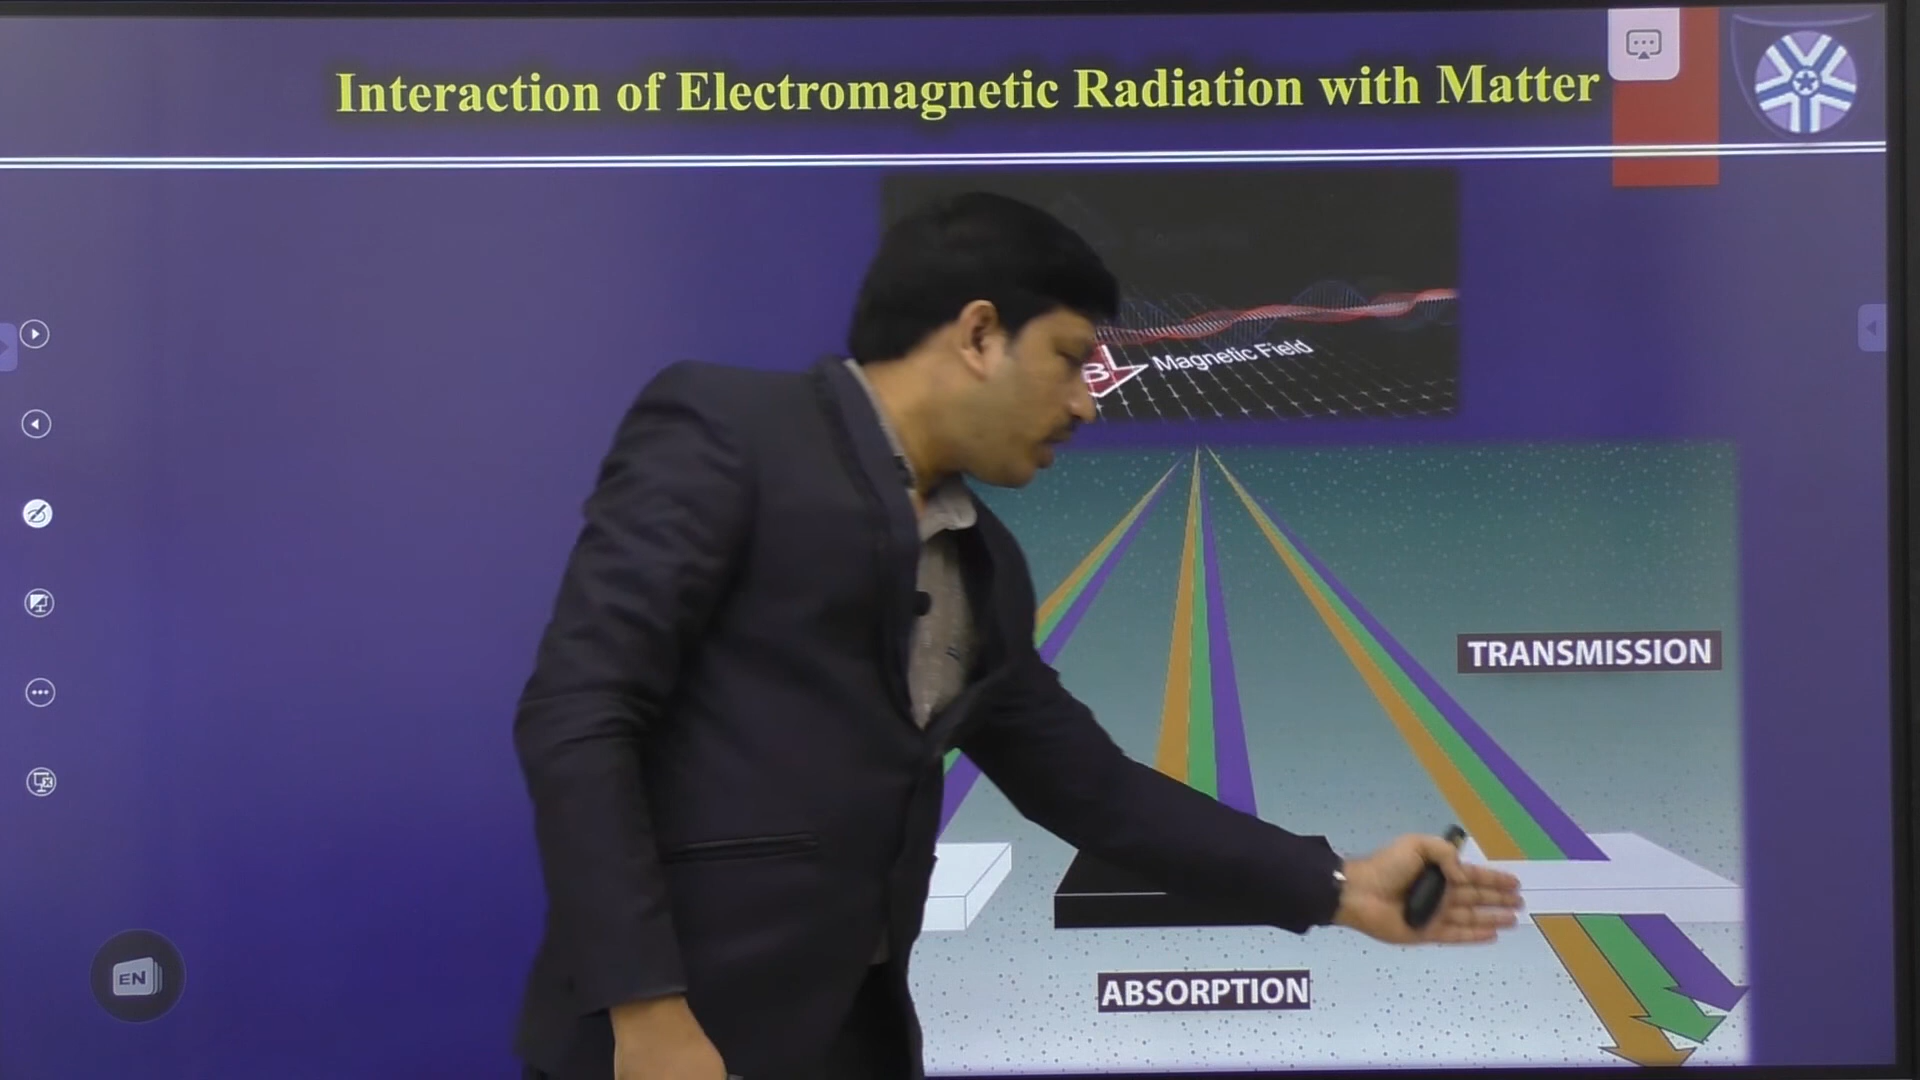 Interaction of Electromagnetic Radiation with Matter
B
Magnetic Field
TRANSMISSION
ABSORPTION
EN